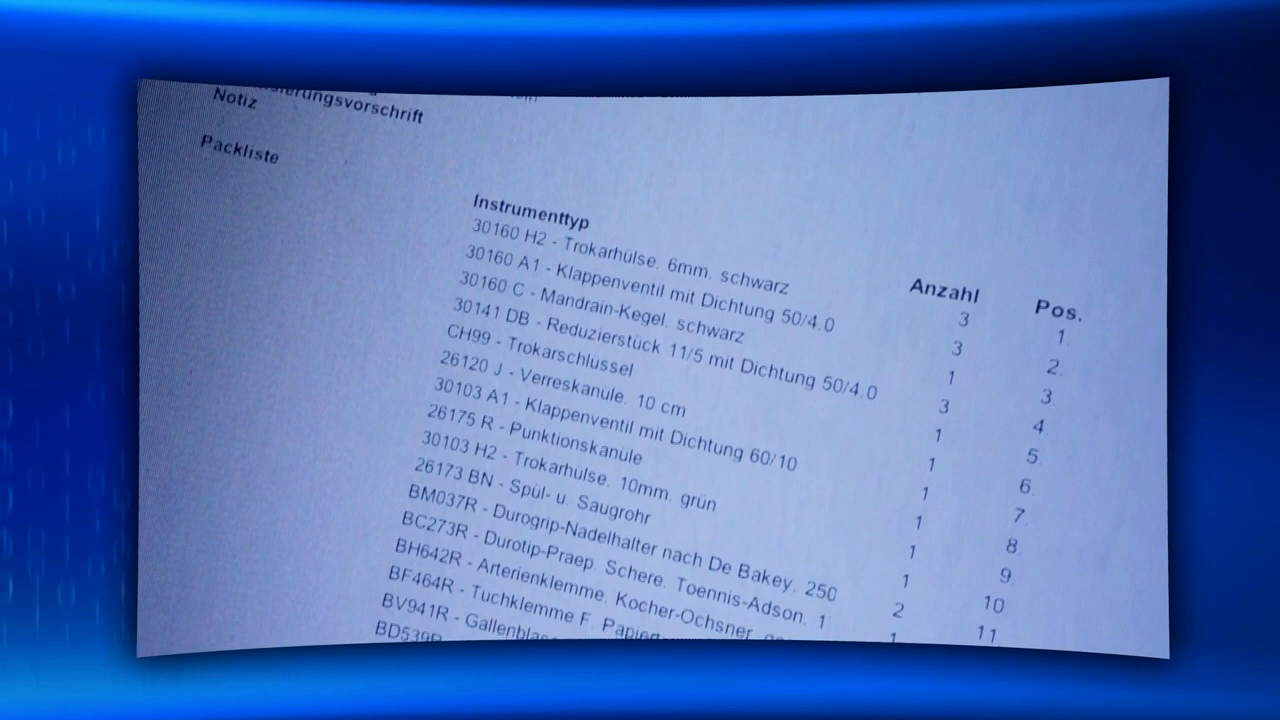 Notiz
Packliste
Instrumenttyp Anzahl Pos.
30160 H2 - Trokarhülse. 6mm. schwarz 3 1.
30160 A1 - Klappenventil mit Dichtung 50/4.0 3 2.
30160 C - Mandrain-Kegel. schwarz 1 3.
30141 DB - Reduzierstück 11/5 mit Dichtung 50/4.0 3 4.
CH99 - Trokarschlüssel 1 5.
26120 J - Verreskanüle. 10 cm 1 6.
30103 A1 - Klappenventil mit Dichtung 60/10 1 7.
26175 R - Punktionskanüle 1 8.
30103 H2 - Trokarhülse. 10mm. grün 1 9.
26173 BN - Spül- u. Saugrohr 1 10.
BM037R - Durogrip-Nadelhalter nach De Bakey. 250 2 11.
BC273R - Durotip-Praep. Schere. Toennis-Adson. 1
BH642R - Arterienklemme. Kocher-Ochsner.
BF464R - Tuchklemme F.
BV941R -